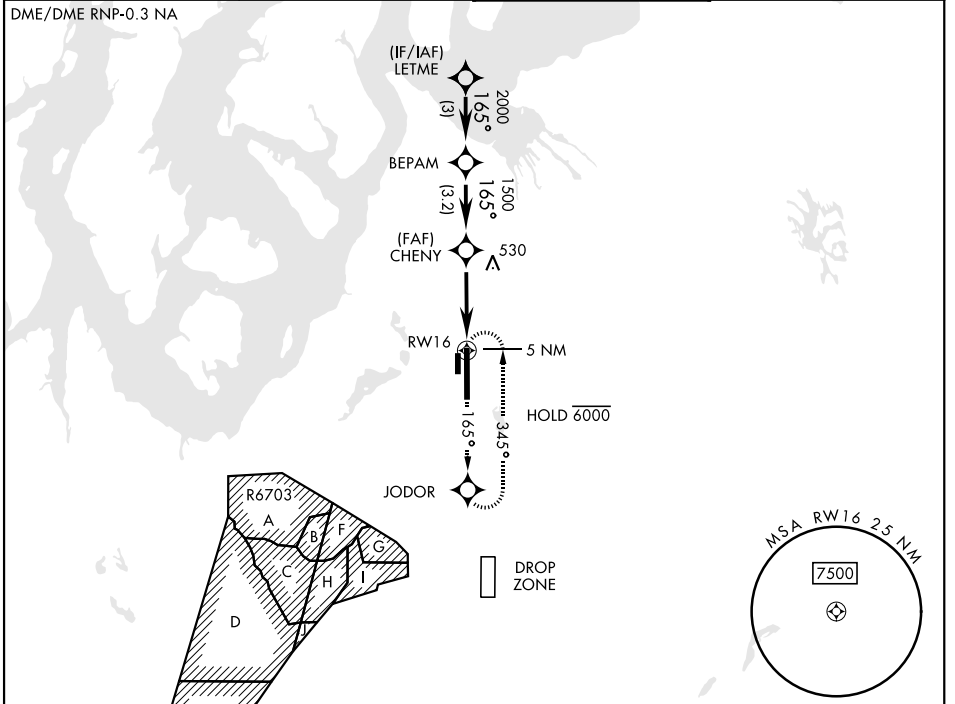 DME/DME RNP-0.3 NA
(IF/IAF)
LETME
2000
165°
(3)
BEPAM
1500
165°
(3.2)
(FAF)
CHENY
530
RW16
5 NM
HOLD 6000
165°
345°
JODOR
R6703
A
B
F
G
C
H
I
D
J
DROP
ZONE
MSA RW16 25 NM
7500